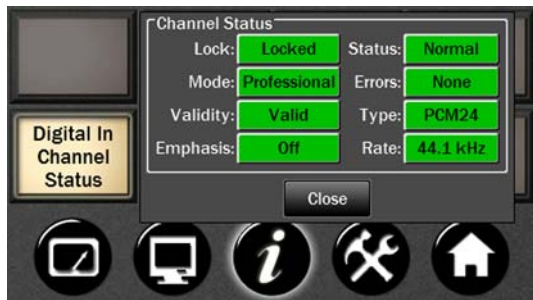 Channel Status
Lock: Locked Status: Normal
Mode: Professional Errors: None
Validity: Valid Type: PCM24
Emphasis: Off Rate: 44.1 kHz
Digital In
Channel
Status
Close
i